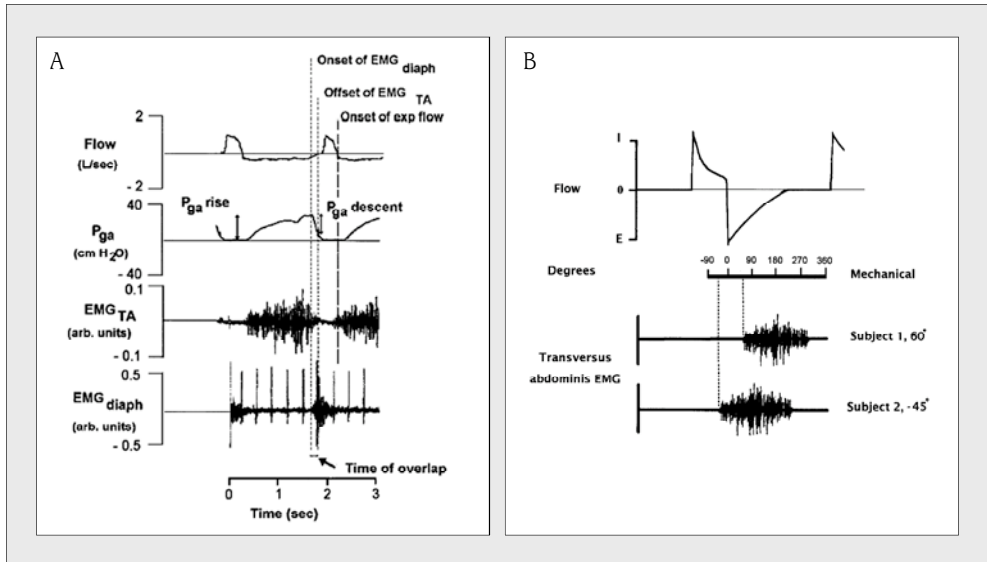 A
Onset of EMG diaph
Offset of EMG TA
Onset of exp flow
2
Flow
(L/sec)
- 2
40
Pga rise
Pga descent
Pga
(cm H2O)
- 40
0.1
EMG TA
(arb. units)
- 0.1
0.5
EMG diaph
(arb. units)
- 0.5
Time of overlap
0 1 2 3
Time (sec)
B
I
Flow
0
E
Degrees
-90 0 90 180 270 360
Mechanical
Subject 1, 60°
Transversus
abdominis EMG
Subject 2, -45°